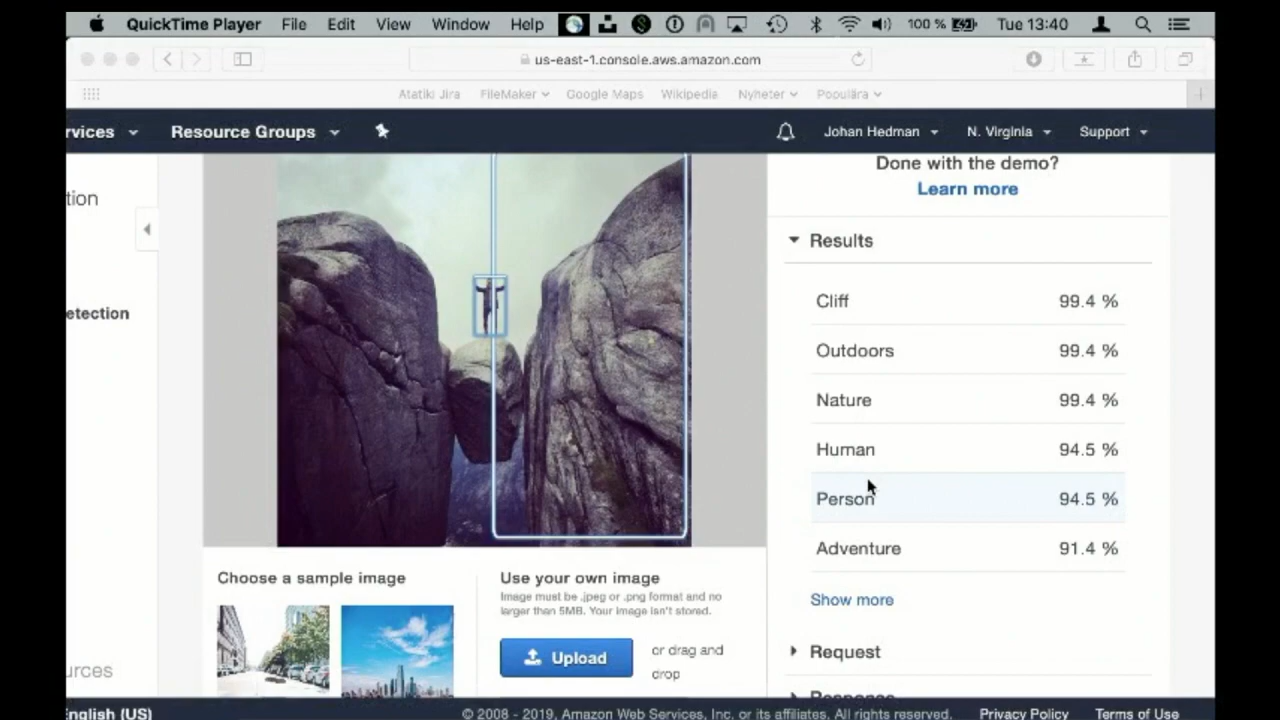 QuickTime Player File Edit View Window Help 100 % Tue 13:40
us-east-1.console.aws.amazon.com
Atatiki Jira FileMaker Google Maps Wikipedia Nyheter Populära
rvices Resource Groups Johan Hedman N. Virginia Support
tion
etection
urces
Done with the demo?
Learn more
Results
Cliff 99.4 %
Outdoors 99.4 %
Nature 99.4 %
Human 94.5 %
Person 94.5 %
Adventure 91.4 %
Show more
Request
Response
Choose a sample image
Use your own image
Image must be .jpeg or .png format and no
larger than 5MB. Your image isn't stored.
Upload
or drag and
drop
English (US) © 2008 - 2019, Amazon Web Services, Inc. or its affiliates. All rights reserved. Privacy Policy Terms of Use